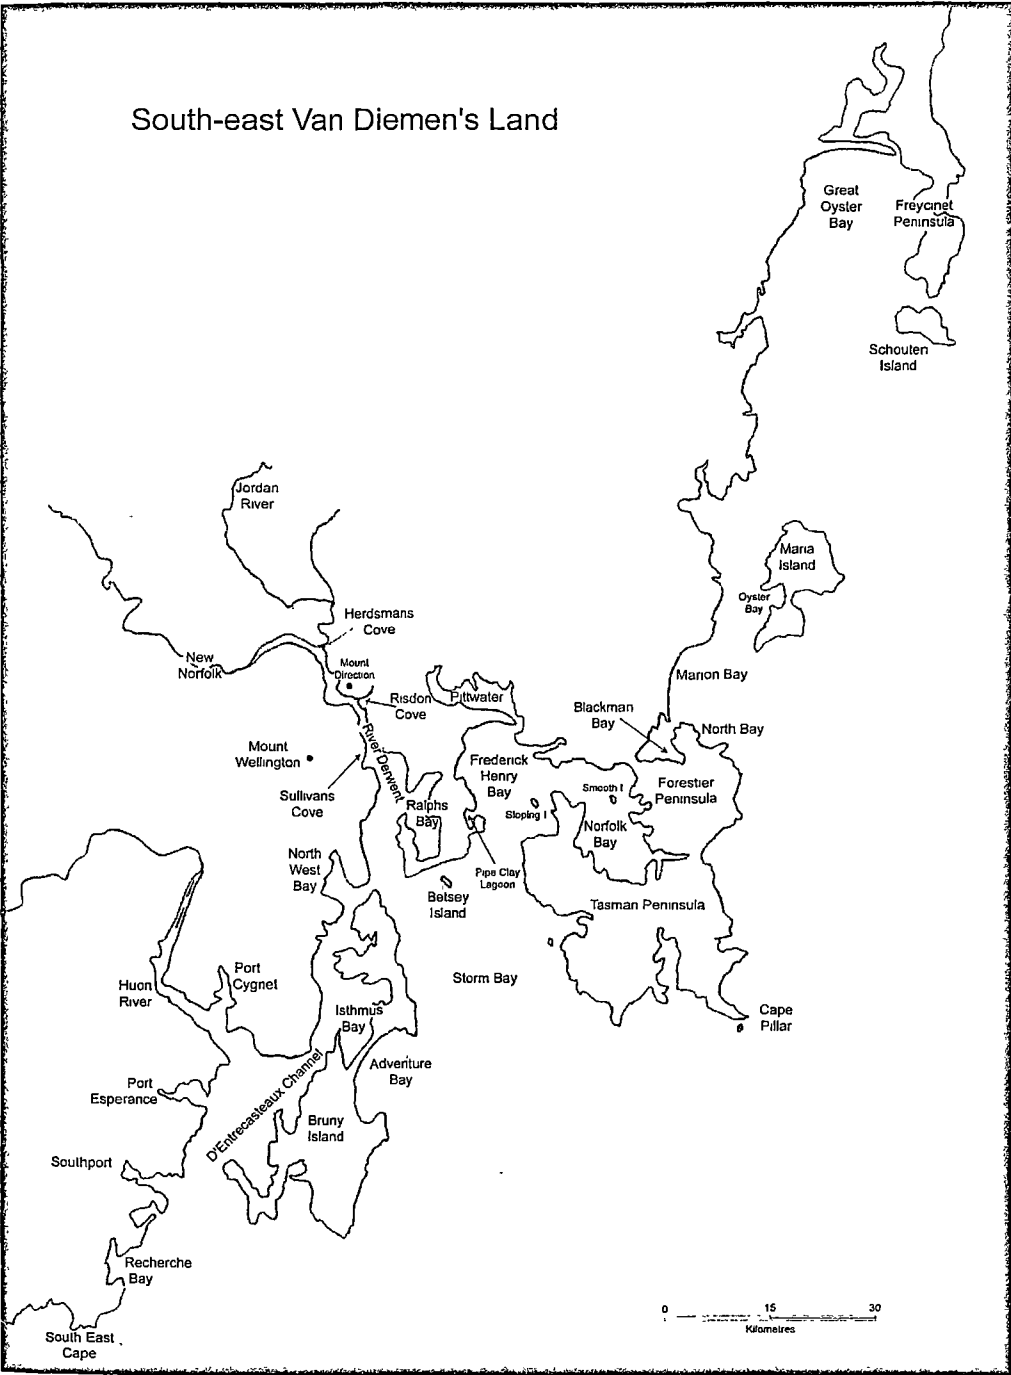 South-east Van Diemen's Land
Great
Oyster
Bay
Freycinet
Peninsula
Schouten
Island
Jordan
River
Maria
Island
Oyster
Bay
Herdsmans
Cove
New
Norfolk
Mount
Direction
Risdon
Cove
Pittwater
Marion Bay
Blackman
Bay
North Bay
River Derwent
Mount
Wellington
Frederick
Henry
Bay
Forestier
Peninsula
Smooth I
Sullivans
Cove
Ralphs
Bay
Sloping I
Norfolk
Bay
North
West
Bay
Pipe Clay
Lagoon
Betsey
Island
Tasman Peninsula
Port
Cygnet
Storm Bay
Huon
River
Isthmus
Bay
Cape
Pillar
Adventure
Bay
D'Entrecasteaux Channel
Port
Esperance
Bruny
Island
Southport
Recherche
Bay
South East
Cape
0 15 30
Kilometres